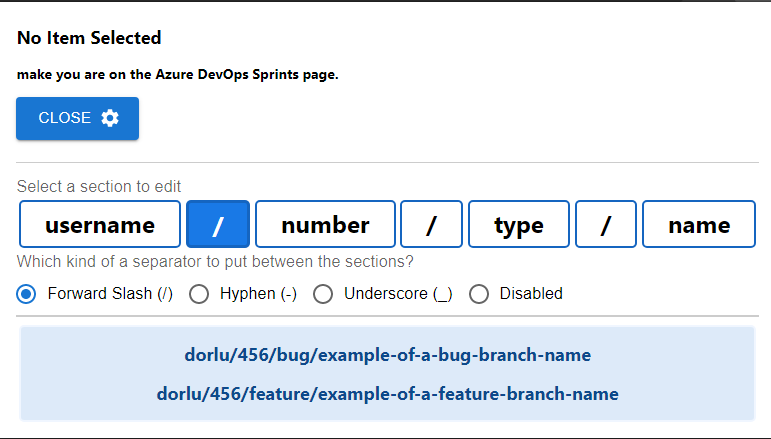 No Item Selected
make you are on the Azure DevOps Sprints page.
CLOSE
Select a section to edit
username / number / type / name
Which kind of a separator to put between the sections?
Forward Slash (/) Hyphen (-) Underscore (_) Disabled
dorlu/456/bug/example-of-a-bug-branch-name
dorlu/456/feature/example-of-a-feature-branch-name